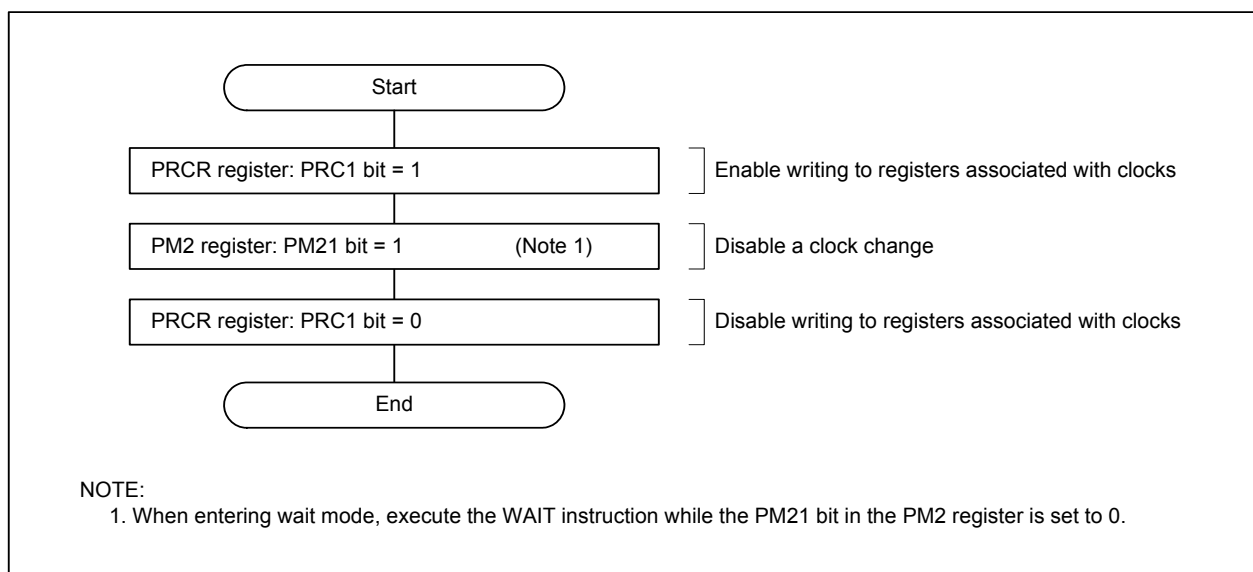 Start
PRCR register: PRC1 bit = 1
Enable writing to registers associated with clocks
PM2 register: PM21 bit = 1 (Note 1)
Disable a clock change
PRCR register: PRC1 bit = 0
Disable writing to registers associated with clocks
End
NOTE:
1. When entering wait mode, execute the WAIT instruction while the PM21 bit in the PM2 register is set to 0.